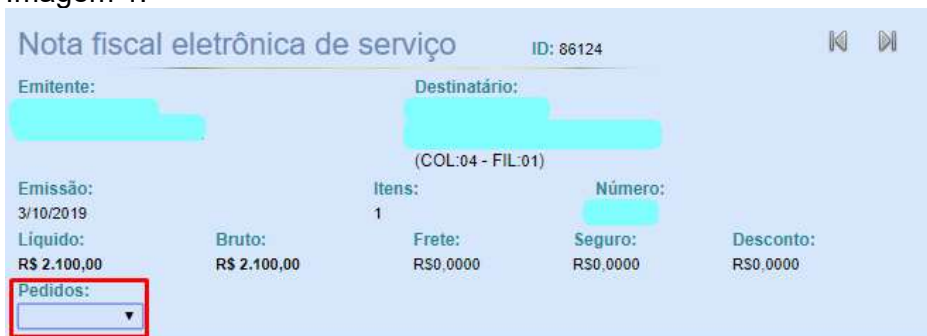 Nota fiscal eletrônica de serviço ID: 86124
Emitente: Destinatário:
(COL:04 - FIL:01)
Emissão: Itens: Número:
3/10/2019 1
Líquido: Bruto: Frete: Seguro: Desconto:
R$ 2.100,00 R$ 2.100,00 R$0,0000 R$0,0000 R$0,0000
Pedidos: